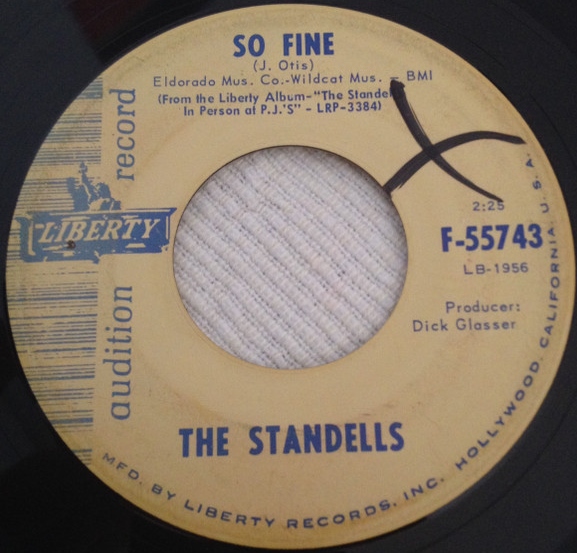 SO FINE
(J. Otis)
Eldorado Mus. Co.-Wildcat Mus. - BMI
(From the Liberty Album-"The
In Person at P.J.'S" - LRP-3384)
audition record
LIBERTY
2:25
F-55743
LB-1956
Producer:
Dick Glasser
THE STANDELLS
MFD. BY LIBERTY RECORDS, INC. HOLLYWOOD, CALIFORNIA, U.S.A.